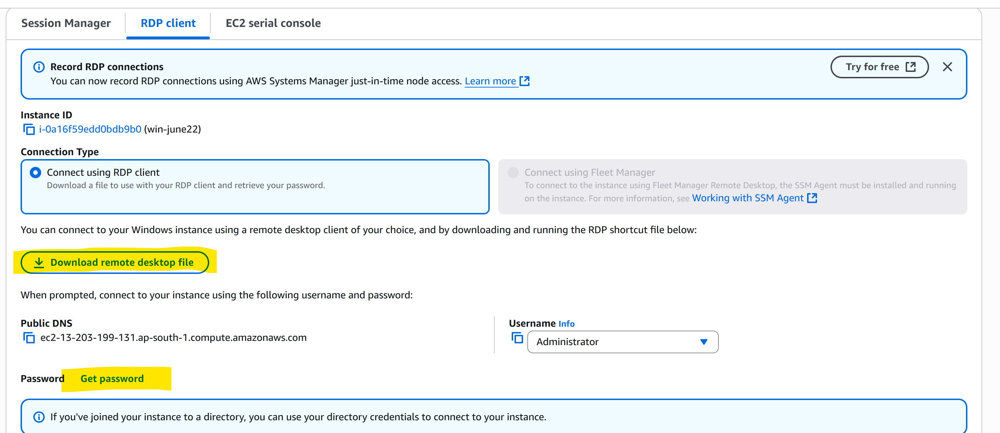 Session Manager
RDP client
EC2 serial console
Record RDP connections
Try for free
You can now record RDP connections using AWS Systems Manager just-in-time node access. Learn more
Instance ID
i-0a16f59edd0bdb9b0 (win-june22)
Connection Type
Connect using RDP client
Download a file to use with your RDP client and retrieve your password.
Connect using Fleet Manager
To connect to the instance using Fleet Manager Remote Desktop, the SSM Agent must be installed and running
on the instance. For more information, see Working with SSM Agent
You can connect to your Windows instance using a remote desktop client of your choice, and by downloading and running the RDP shortcut file below:
Download remote desktop file
When prompted, connect to your instance using the following username and password:
Public DNS
ec2-13-203-199-131.ap-south-1.compute.amazonaws.com
Username Info
Administrator
Password Get password
If you've joined your instance to a directory, you can use your directory credentials to connect to your instance.